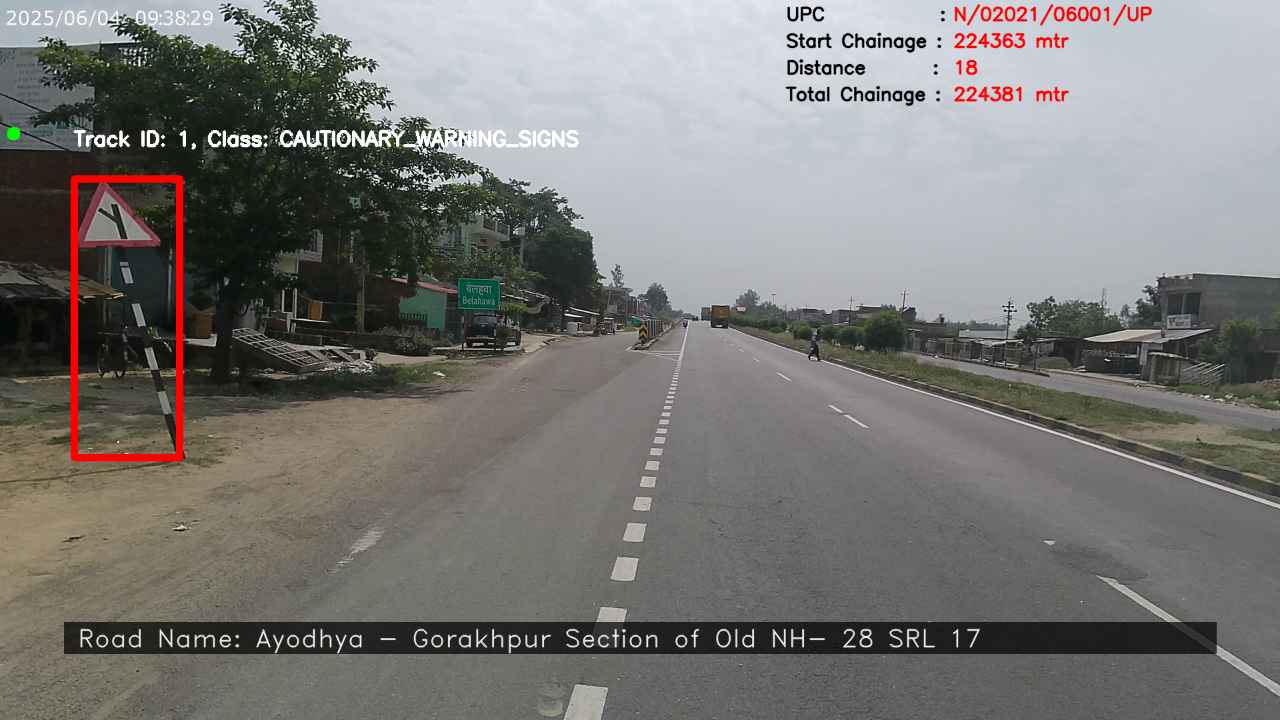 2025/06/04 09:38:29
UPC : N/02021/06001/UP
Start Chainage : 224363 mtr
Distance : 18
Total Chainage : 224381 mtr
Track ID: 1, Class: CAUTIONARY_WARNING_SIGNS
बेलहवा
Belahawa
Road Name: Ayodhya - Gorakhpur Section of Old NH- 28 SRL 17